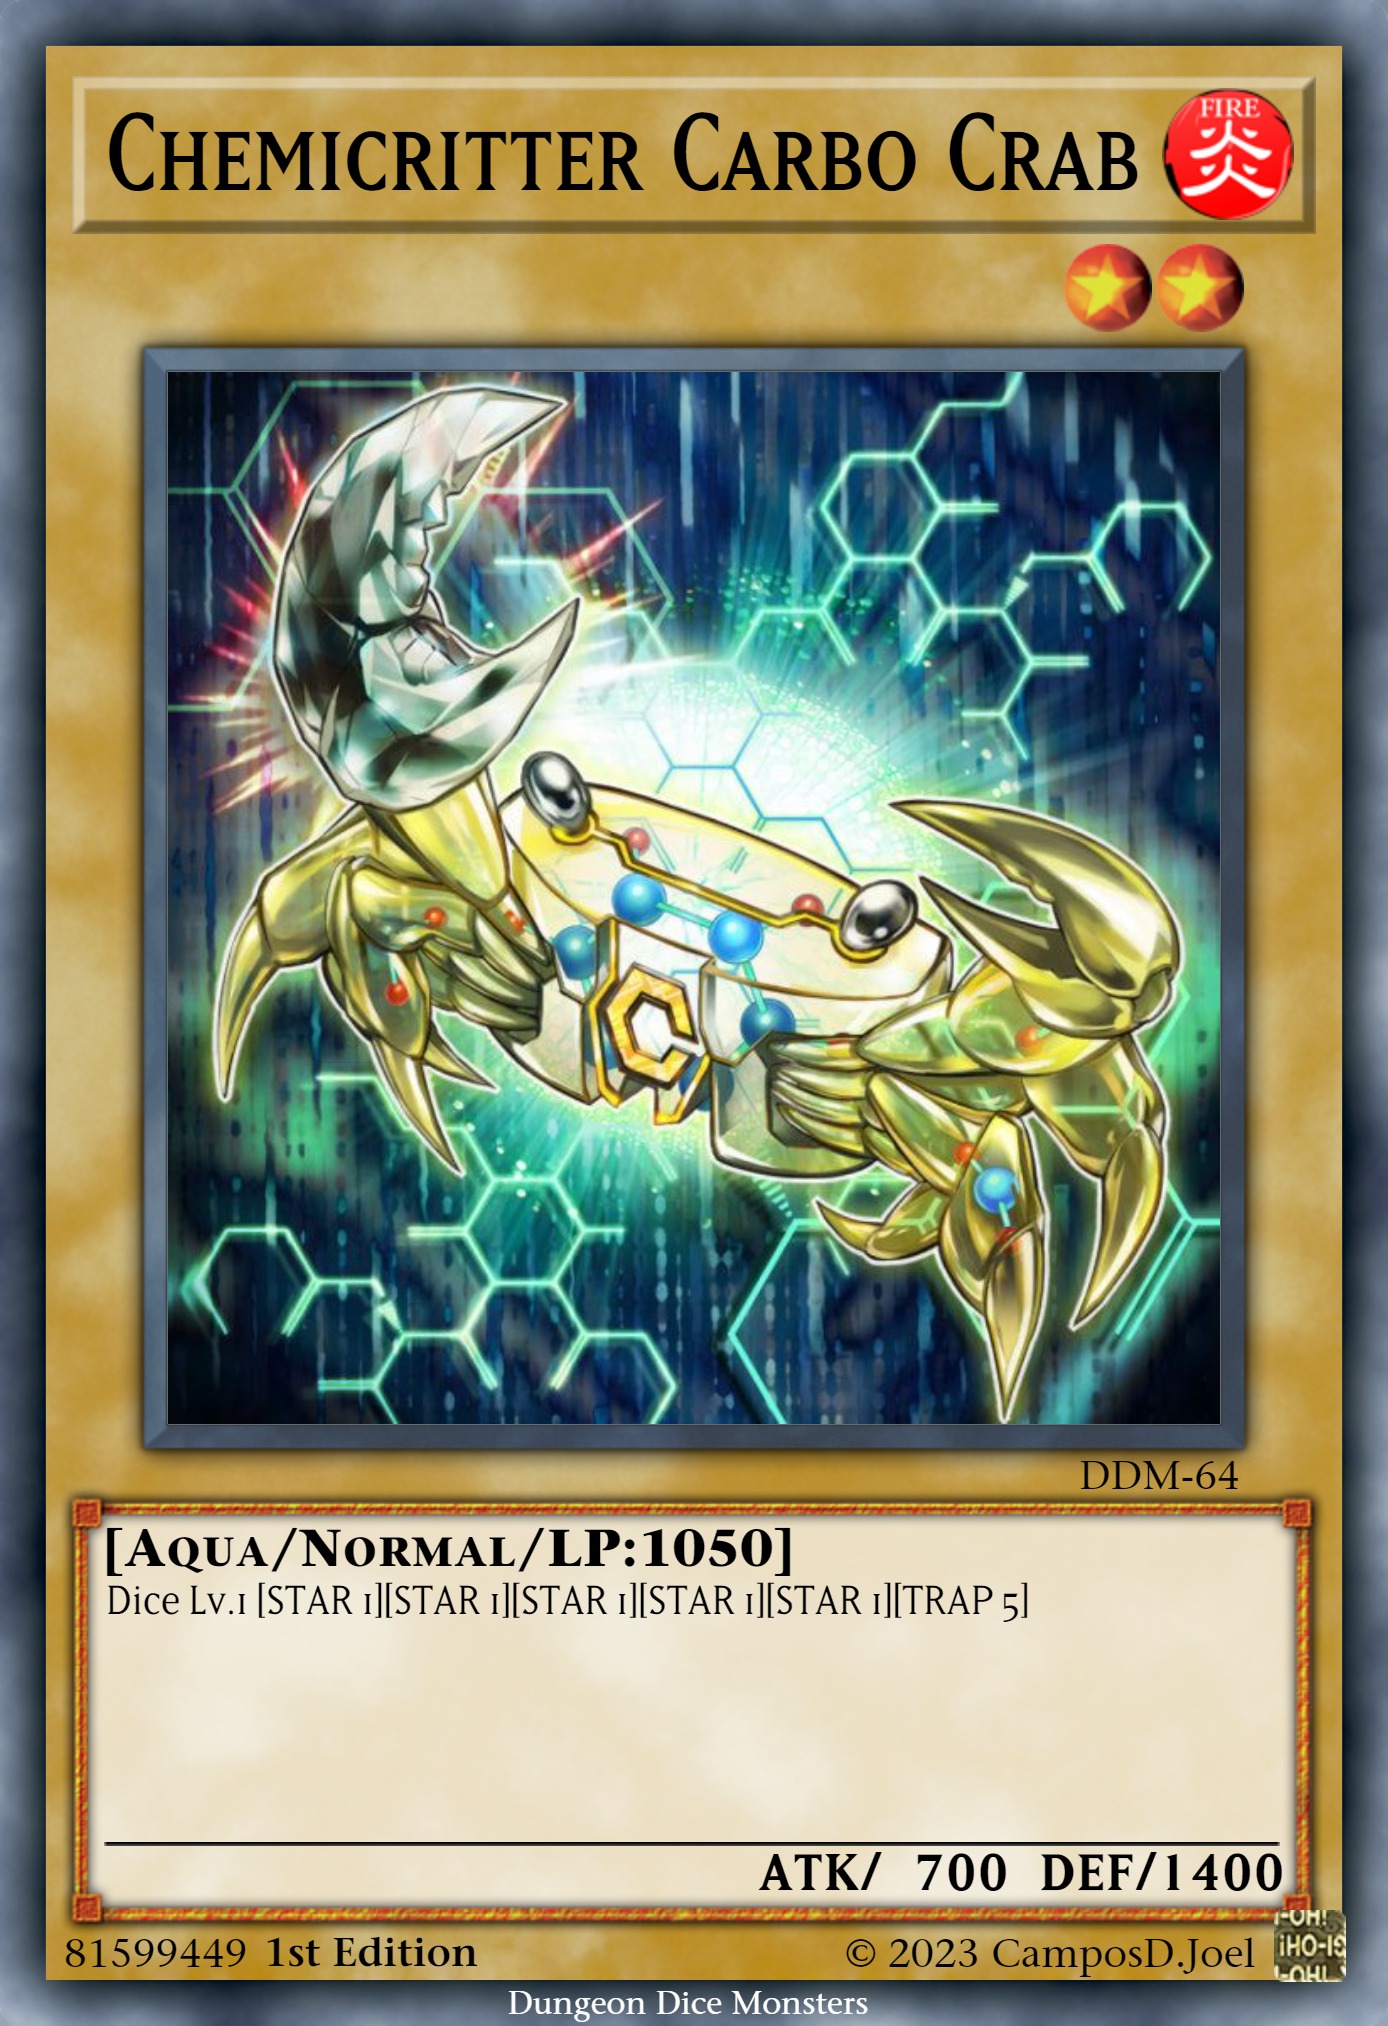 Chemicritter Carbo Crab
FIRE
炎
C
DDM-64
[Aqua/Normal/LP:1050]
Dice Lv.1 [STAR 1][STAR 1][STAR 1][STAR 1][STAR 1][TRAP 5]
ATK/ 700 DEF/1400
81599449 1st Edition
© 2023 CamposD.Joel
Dungeon Dice Monsters